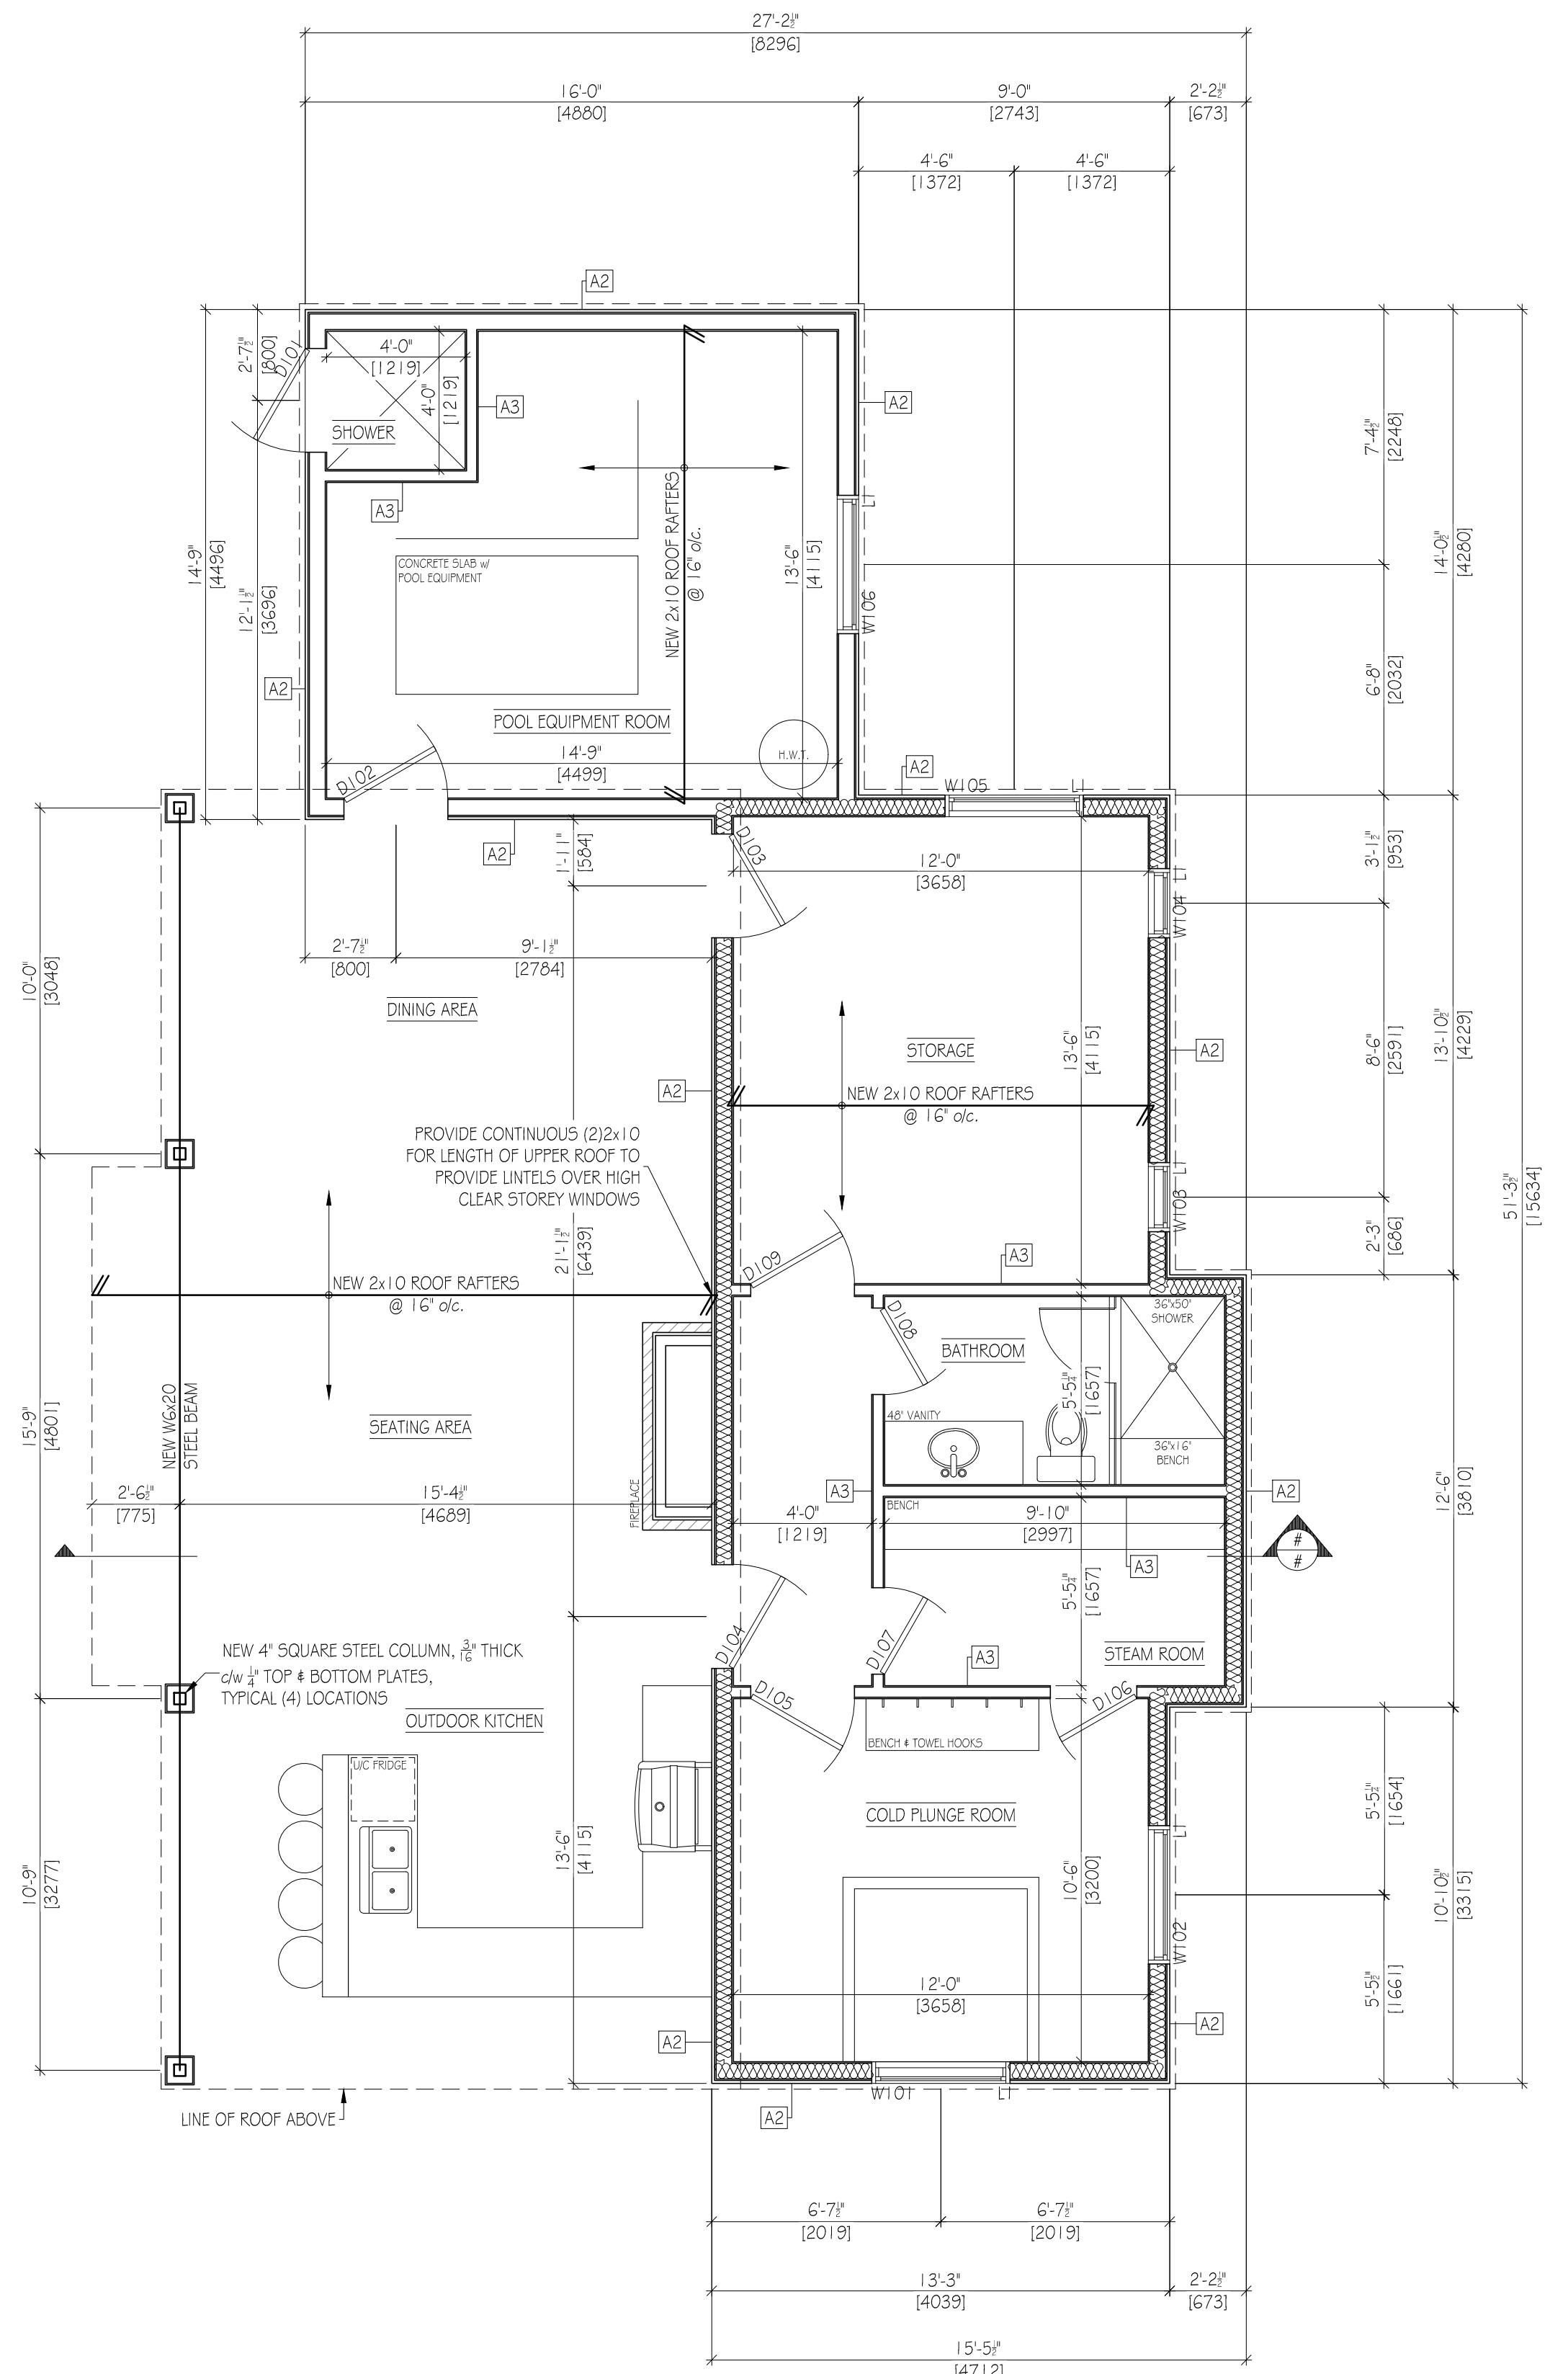 27'-2½"
[8296]
16'-0"
[4880]
9'-0"
[2743]
2'-2½"
[673]
4'-6"
[1372]
4'-6"
[1372]
A2
2'-7½"
[800]
D101
4'-0"
[1219]
4'-0"
[1219]
SHOWER
A3
A2
A3
7'-4½"
[2248]
14'-9"
[4496]
12'-1½"
[3696]
CONCRETE SLAB w/
POOL EQUIPMENT
NEW 2x10 ROOF RAFTERS
@ 16" o/c.
13'-6"
[4115]
L1
W106
14'-0½"
[4280]
6'-8"
[2032]
A2
POOL EQUIPMENT ROOM
14'-9"
[4499]
H.W.T.
D102
A2
W105
L1
A2
1'-11"
[584]
D103
12'-0"
[3658]
L1
W104
3'-1½"
[953]
2'-7½"
[800]
9'-1½"
[2784]
10'-0"
[3048]
DINING AREA
STORAGE
13'-6"
[4115]
A2
8'-6"
[2591]
13'-10½"
[4229]
A2
NEW 2x10 ROOF RAFTERS
@ 16" o/c.
PROVIDE CONTINUOUS (2)2x10
FOR LENGTH OF UPPER ROOF TO
PROVIDE LINTELS OVER HIGH
CLEAR STOREY WINDOWS
L1
W103
2'-3"
[686]
51'-3½"
[15634]
21'-1½"
[6439]
D109
A3
NEW 2x10 ROOF RAFTERS
@ 16" o/c.
D108
36"x50'
SHOWER
BATHROOM
5'-5¼"
[1657]
NEW W6x20
STEEL BEAM
SEATING AREA
48" VANITY
36"x16'
BENCH
15'-9"
[4801]
2'-6½"
[775]
15'-4½"
[4689]
FIREPLACE
A3
A2
12'-6"
[3810]
BENCH
4'-0"
[1219]
9'-10"
[2997]
#
#
A3
5'-5¼"
[1657]
NEW 4" SQUARE STEEL COLUMN, 3/16" THICK
c/w ¼" TOP & BOTTOM PLATES,
TYPICAL (4) LOCATIONS
D104
D107
A3
STEAM ROOM
D105
D106
OUTDOOR KITCHEN
BENCH & TOWEL HOOKS
U/C FRIDGE
COLD PLUNGE ROOM
L1
5'-5¼"
[1654]
10'-9"
[3277]
13'-6"
[4115]
10'-6"
[3200]
10'-10½"
[3315]
W102
12'-0"
[3658]
5'-5½"
[1661]
A2
A2
W101
L1
LINE OF ROOF ABOVE
A2
6'-7½"
[2019]
6'-7½"
[2019]
13'-3"
[4039]
2'-2½"
[673]
15'-5½"
[4712]